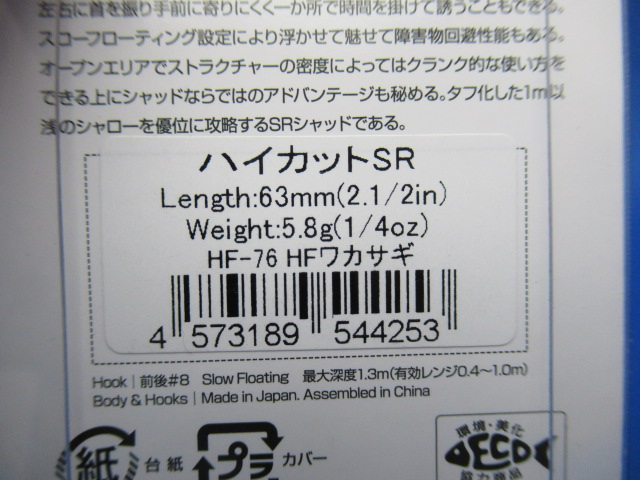 左右に首を振り手前に寄りにくく一か所で時間を掛けて誘うこともできる。
スローフローティング設定により浮かせて魅せて障害物回避性能もある。
オープンエリアでストラクチャーの密度によってはクランク的な使い方を
できる上にシャッドならではのアドバンテージも秘める。タフ化した1m以
浅のシャローを優位に攻略するSRシャッドである。
ハイカットSR
Length:63mm(2.1/2in)
Weight:5.8g(1/4oz)
HF-76 HFワカサギ
4 573189 544253
Hook | 前後#8 Slow Floating 最大深度1.3m(有効レンジ0.4〜1.0m)
Body & Hooks | Made in Japan. Assembled in China
紙 台紙 プラ カバー
環境・美化
ECO
協力商品